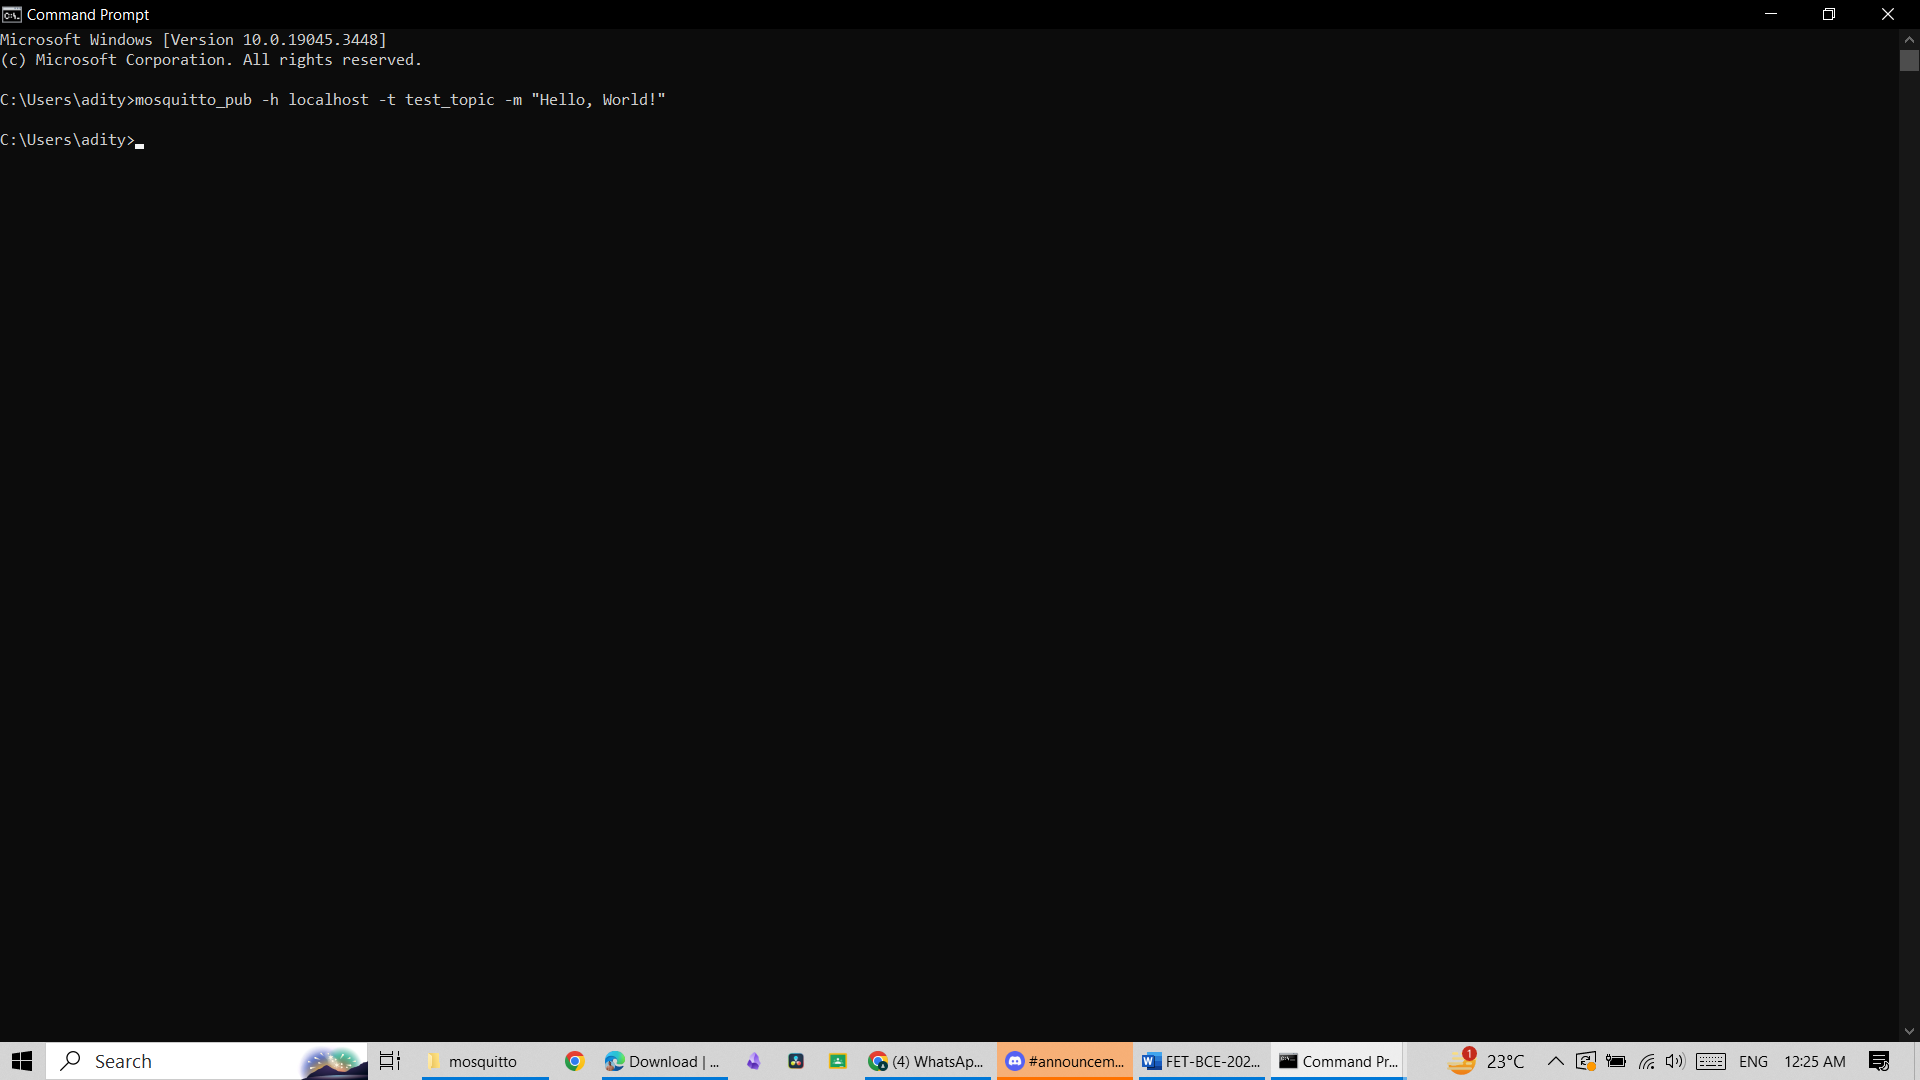 Command Prompt
Microsoft Windows [Version 10.0.19045.3448]
(c) Microsoft Corporation. All rights reserved.
C:\Users\adity>mosquitto_pub -h localhost -t test_topic -m "Hello, World!"
C:\Users\adity>
Search
mosquitto
Download | ...
(4) WhatsAp...
#announcem...
FET-BCE-202...
Command Pr...
1
23°C
ENG
12:25 AM